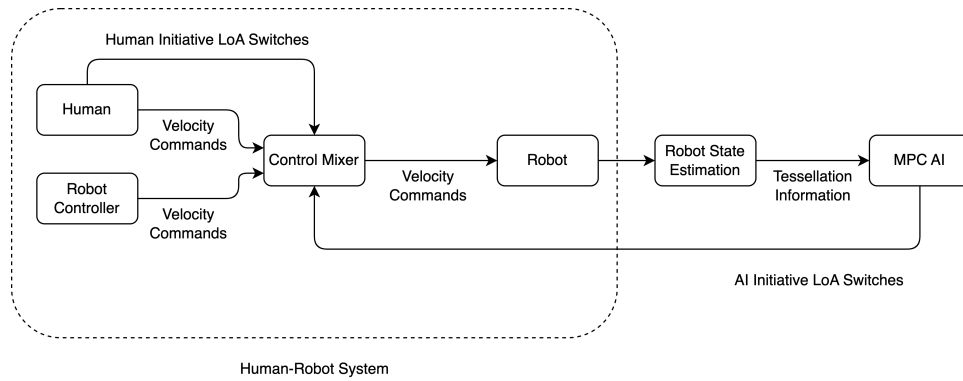 Human Initiative LoA Switches
Human
Velocity
Commands
Control Mixer
Robot
Controller
Velocity
Commands
Velocity
Commands
Robot
Robot State
Estimation
Tessellation
Information
MPC AI
AI Initiative LoA Switches
Human-Robot System